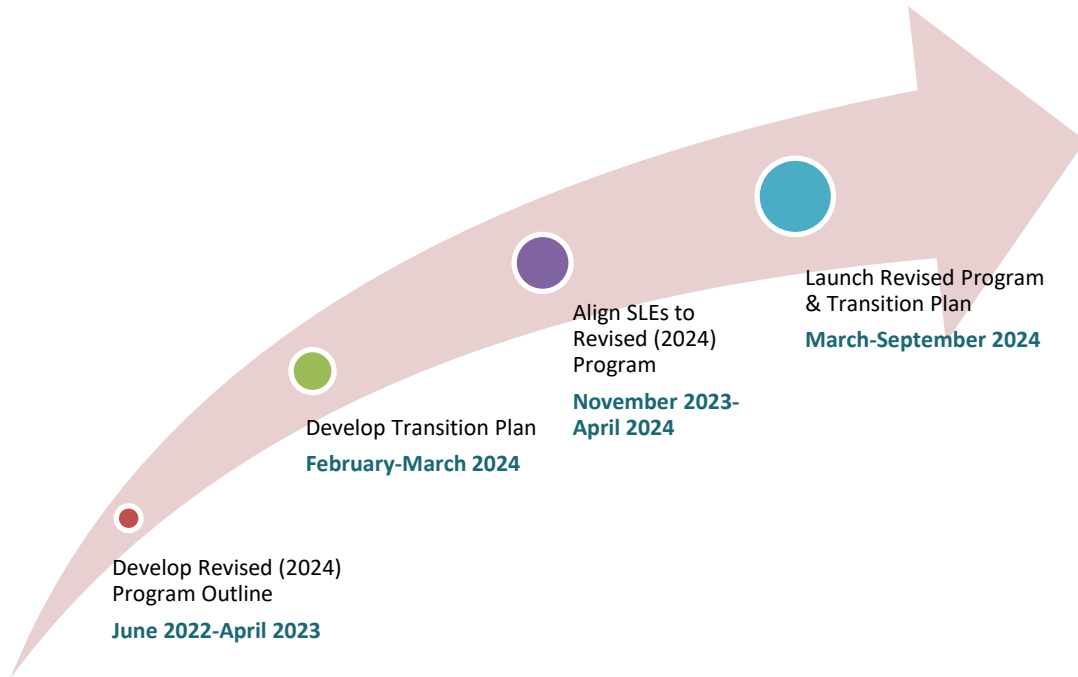 Develop Revised (2024)
Program Outline
June 2022-April 2023
Develop Transition Plan
February-March 2024
Align SLEs to
Revised (2024)
Program
November 2023-
April 2024
Launch Revised Program
& Transition Plan
March-September 2024